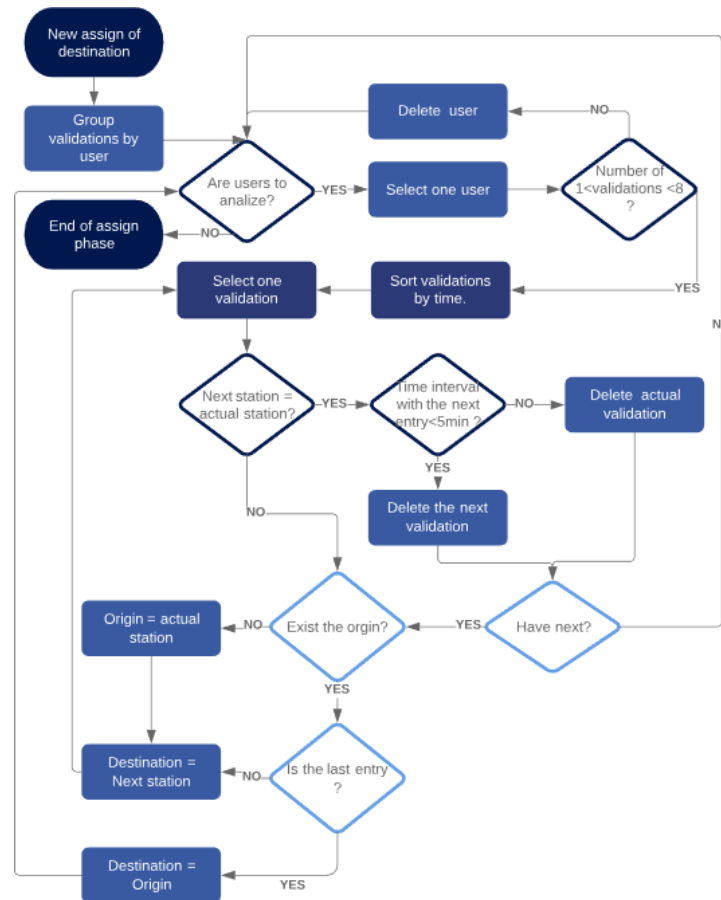 New assign of
destination
Group
validations by
user
Delete user
NO
Number of
1<validations <8
?
Are users to
analize?
YES
Select one user
End of assign
phase
NO
Select one
validation
Sort validations
by time.
YES
N
Next station =
actual station?
YES
Time interval
with the next
entry<5min ?
NO
Delete actual
validation
YES
Delete the next
validation
NO
Origin = actual
station
NO
Exist the orgin?
YES
Have next?
YES
Destination =
Next station
NO
Is the last entry
?
Destination =
Origin
YES